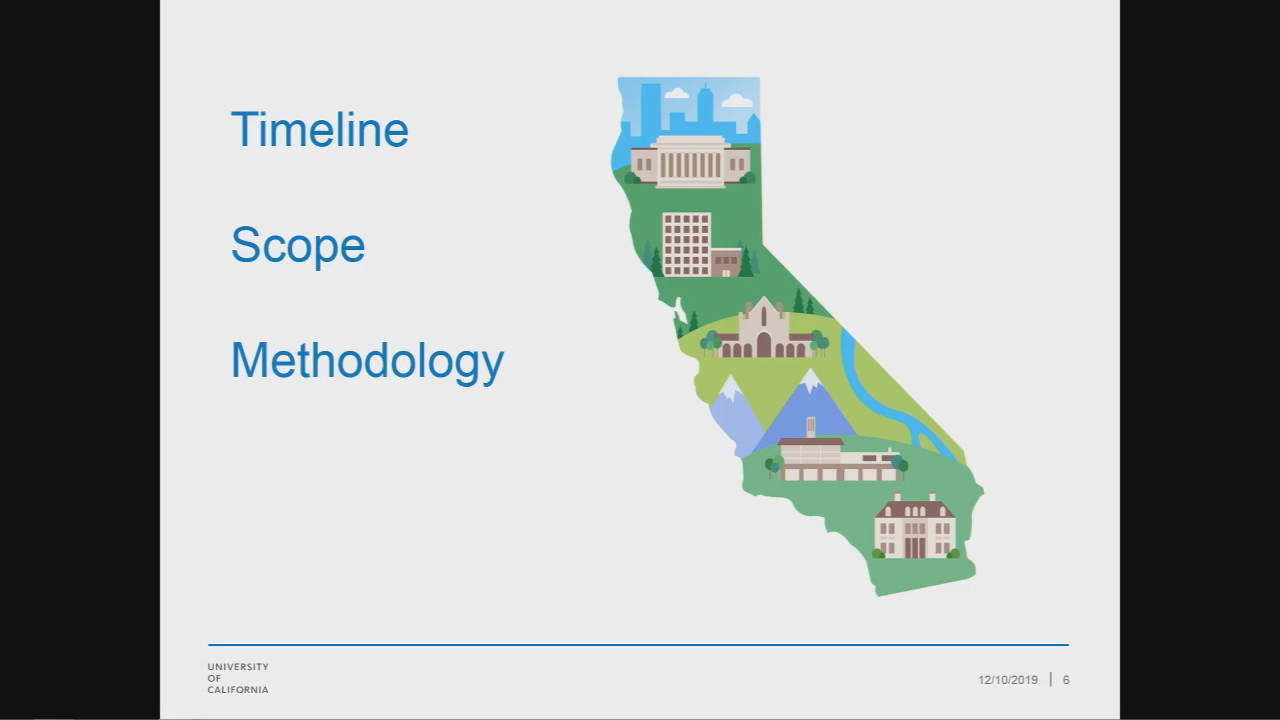 Timeline
Scope
Methodology
UNIVERSITY
OF
CALIFORNIA
12/10/2019 | 6